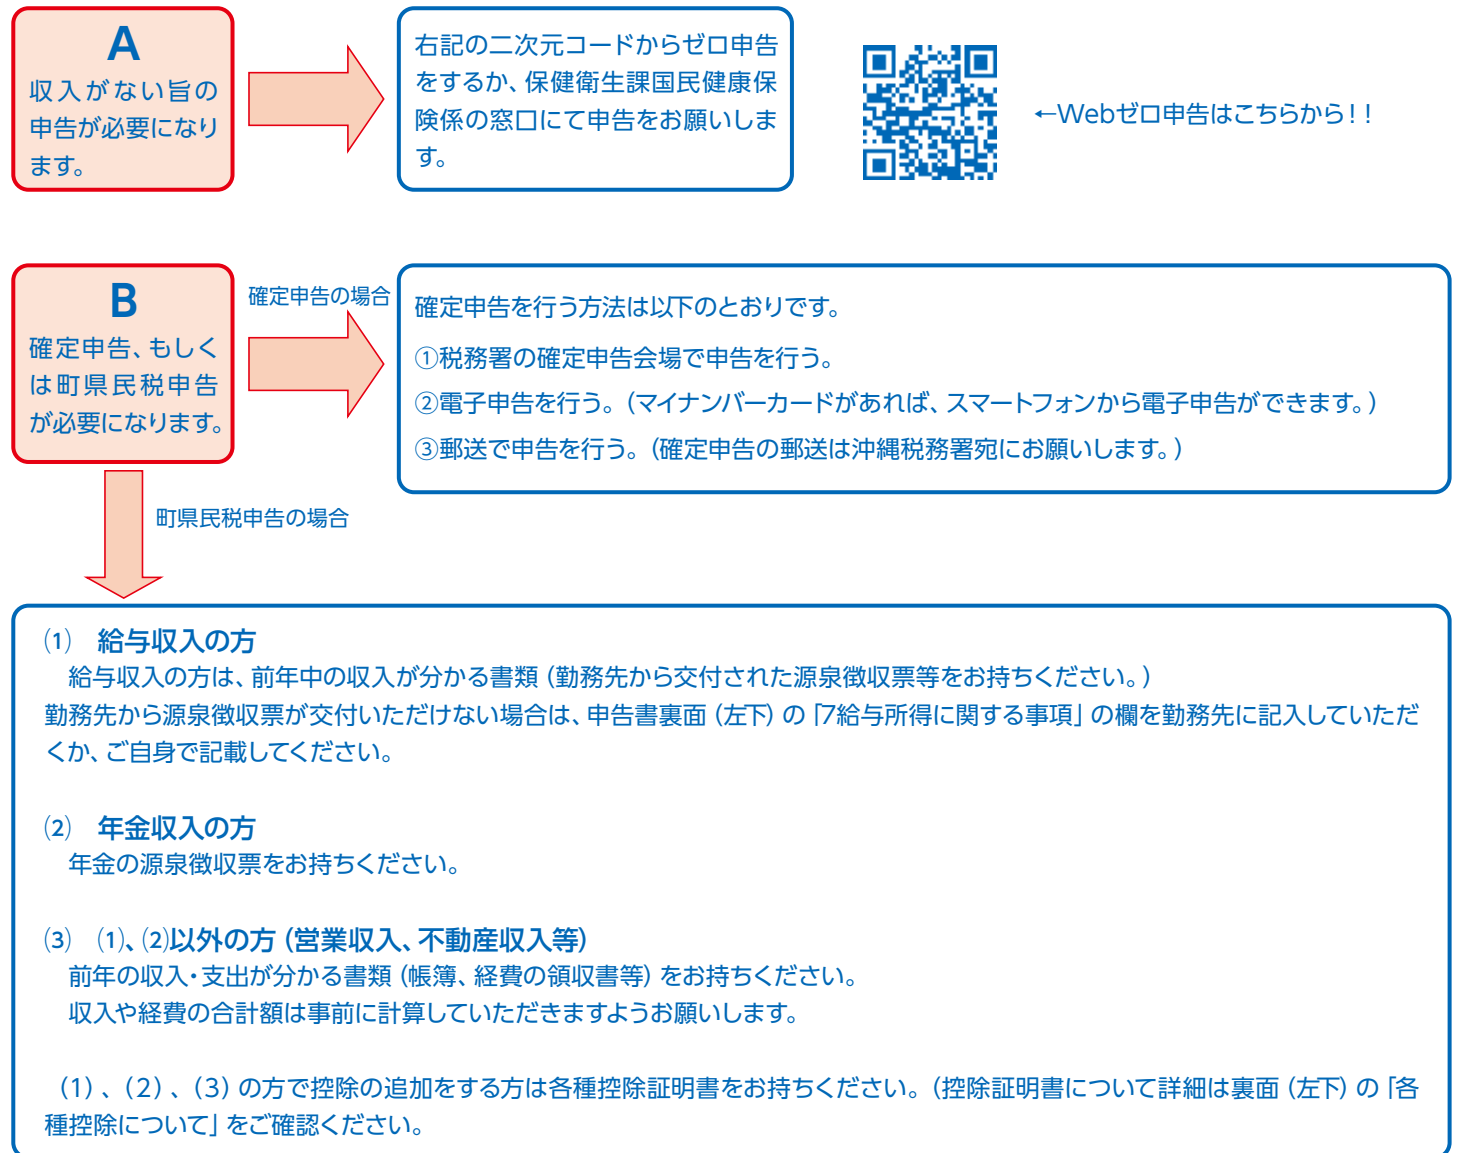 A
収入がない旨の
申告が必要になり
ます。
右記の二次元コードからゼロ申告
をするか、保健衛生課国民健康保
険係の窓口にて申告をお願いしま
す。
←Webゼロ申告はこちらから！！
B
確定申告、もしく
は町県民税申告
が必要になります。
確定申告の場合
確定申告を行う方法は以下のとおりです。
①税務署の確定申告会場で申告を行う。
②電子申告を行う。（マイナンバーカードがあれば、スマートフォンから電子申告ができます。）
③郵送で申告を行う。（確定申告の郵送は沖縄税務署宛にお願いします。）
町県民税申告の場合
⑴　給与収入の方
給与収入の方は、前年中の収入が分かる書類（勤務先から交付された源泉徴収票等をお持ちください。）
勤務先から源泉徴収票が交付いただけない場合は、申告書裏面（左下）の「7給与所得に関する事項」の欄を勤務先に記入していただ
くか、ご自身で記載してください。
⑵　年金収入の方
年金の源泉徴収票をお持ちください。
⑶　⑴、⑵以外の方（営業収入、不動産収入等）
前年の収入・支出が分かる書類（帳簿、経費の領収書等）をお持ちください。
収入や経費の合計額は事前に計算していただきますようお願いします。
（1）、（2）、（3）の方で控除の追加をする方は各種控除証明書をお持ちください。（控除証明書について詳細は裏面（左下）の「各
種控除について」をご確認ください。